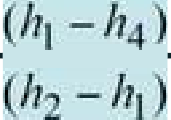 (h₁ − h₄)
(h₂ − h₁)